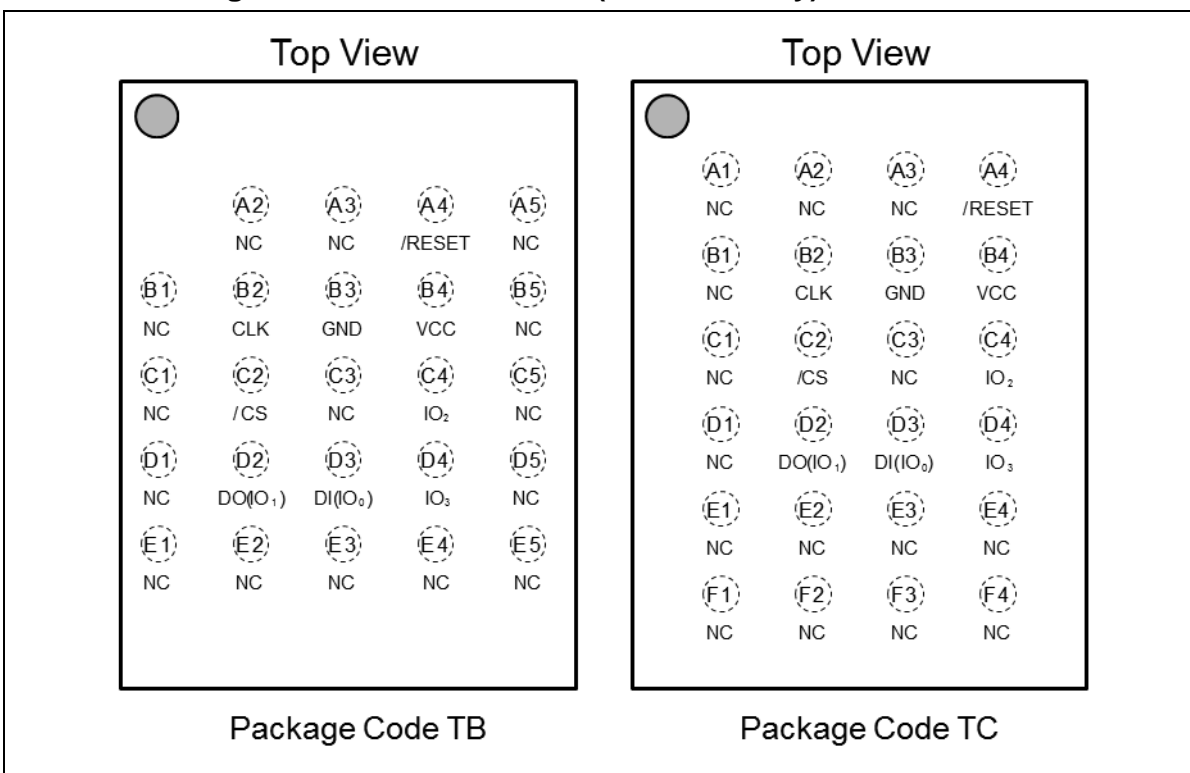 Top View
A2 A3 A4 A5
NC NC /RESET NC
B1 B2 B3 B4 B5
NC CLK GND VCC NC
C1 C2 C3 C4 C5
NC /CS NC IO₂ NC
D1 D2 D3 D4 D5
NC DO(IO₁) DI(IO₀) IO₃ NC
E1 E2 E3 E4 E5
NC NC NC NC NC
Package Code TB
Top View
A1 A2 A3 A4
NC NC NC /RESET
B1 B2 B3 B4
NC CLK GND VCC
C1 C2 C3 C4
NC /CS NC IO₂
D1 D2 D3 D4
NC DO(IO₁) DI(IO₀) IO₃
E1 E2 E3 E4
NC NC NC NC
F1 F2 F3 F4
NC NC NC NC
Package Code TC